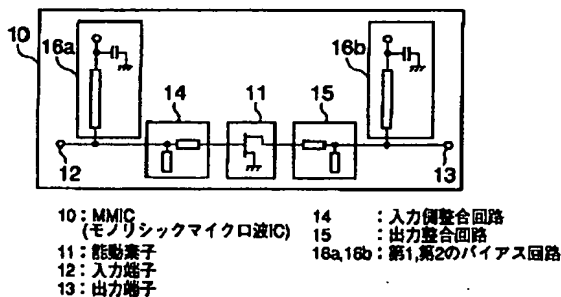 10
16a
16b
14
11
15
12
13
10：MMIC
(モノリシックマイクロ波IC)
11：能動素子
12：入力端子
13：出力端子
14：入力側整合回路
15：出力整合回路
16a,16b：第1,第2のバイアス回路